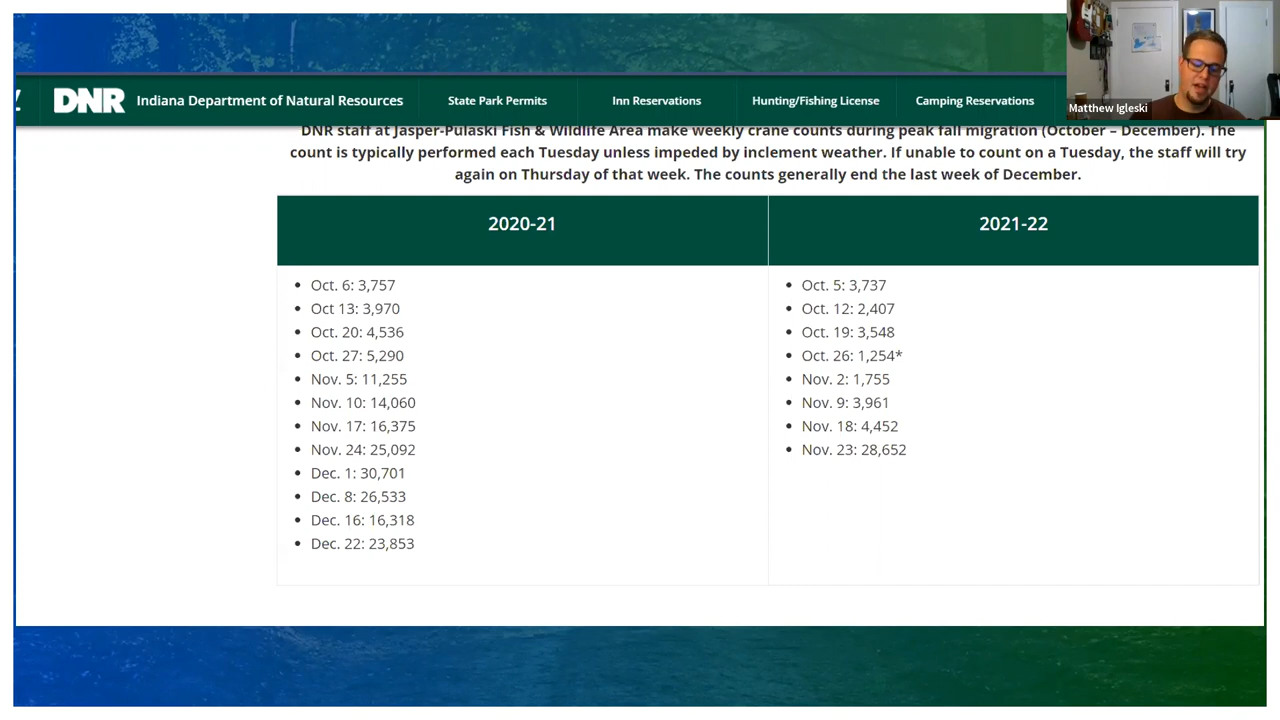 DNR Indiana Department of Natural Resources State Park Permits Inn Reservations Hunting/Fishing License Camping Reservations
Matthew Igleski
DNR staff at Jasper-Pulaski Fish & Wildlife Area make weekly crane counts during peak fall migration (October – December). The
count is typically performed each Tuesday unless impeded by inclement weather. If unable to count on a Tuesday, the staff will try
again on Thursday of that week. The counts generally end the last week of December.
2020-21
• Oct. 6: 3,757
• Oct 13: 3,970
• Oct. 20: 4,536
• Oct. 27: 5,290
• Nov. 5: 11,255
• Nov. 10: 14,060
• Nov. 17: 16,375
• Nov. 24: 25,092
• Dec. 1: 30,701
• Dec. 8: 26,533
• Dec. 16: 16,318
• Dec. 22: 23,853
2021-22
• Oct. 5: 3,737
• Oct. 12: 2,407
• Oct. 19: 3,548
• Oct. 26: 1,254*
• Nov. 2: 1,755
• Nov. 9: 3,961
• Nov. 18: 4,452
• Nov. 23: 28,652